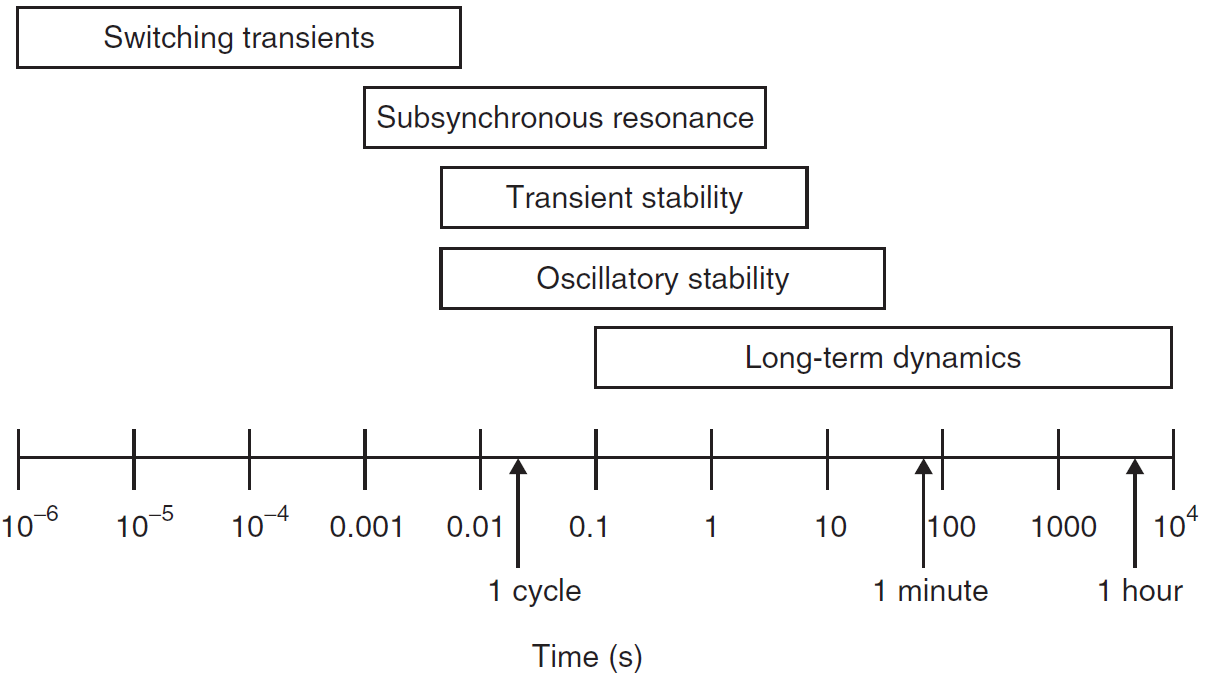 Switching transients
Subsynchronous resonance
Transient stability
Oscillatory stability
Long-term dynamics
10⁻⁶ 10⁻⁵ 10⁻⁴ 0.001 0.01 0.1 1 10 100 1000 10⁴
1 cycle 1 minute 1 hour
Time (s)